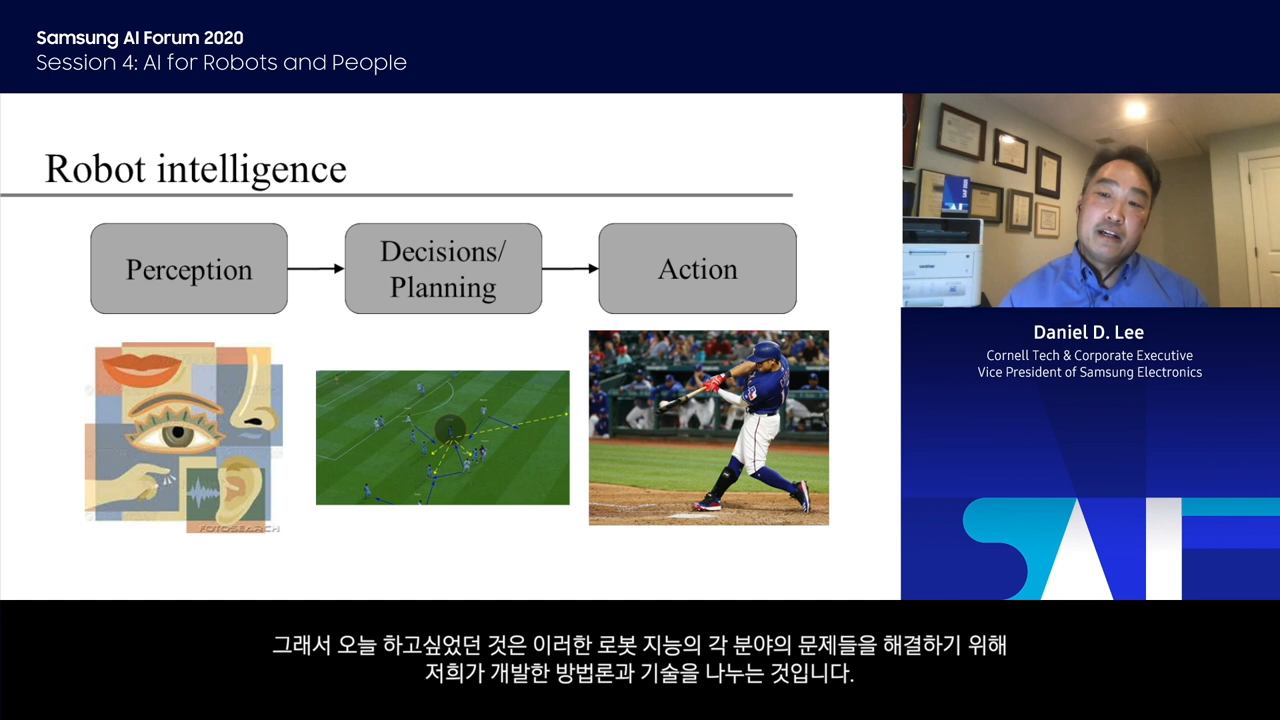 Samsung AI Forum 2020
Session 4: AI for Robots and People
Robot intelligence
Perception
Decisions/
Planning
Action
FOTOSEARCH
Daniel D. Lee
Cornell Tech & Corporate Executive
Vice President of Samsung Electronics
SAIF
그래서 오늘 하고싶었던 것은 이러한 로봇 지능의 각 분야의 문제들을 해결하기 위해
저희가 개발한 방법론과 기술을 나누는 것입니다.